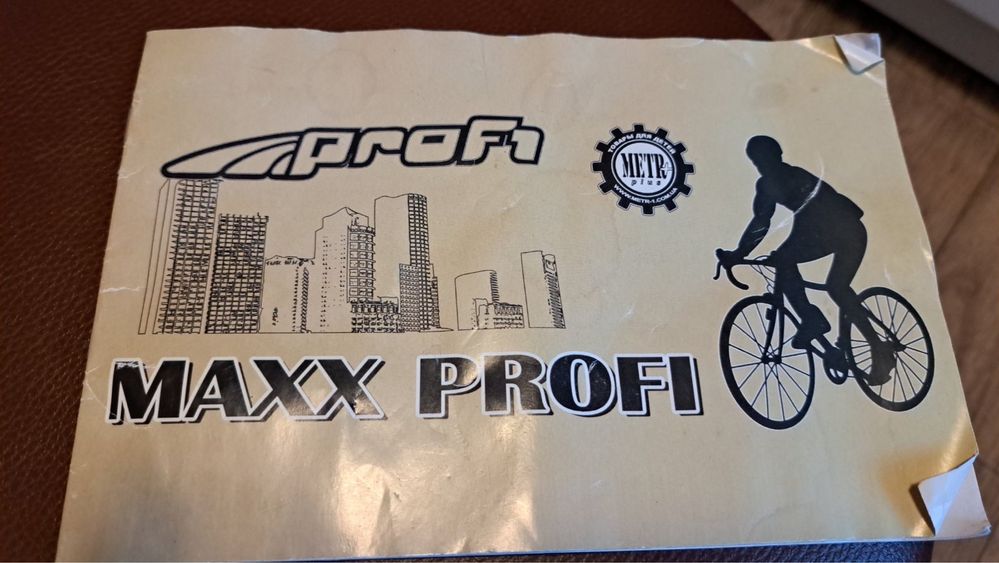 profi
ТОВАРЫ ДЛЯ ДЕТЕЙ
METR+
plus
WWW.METR-1.COM.UA
MAXX PROFI